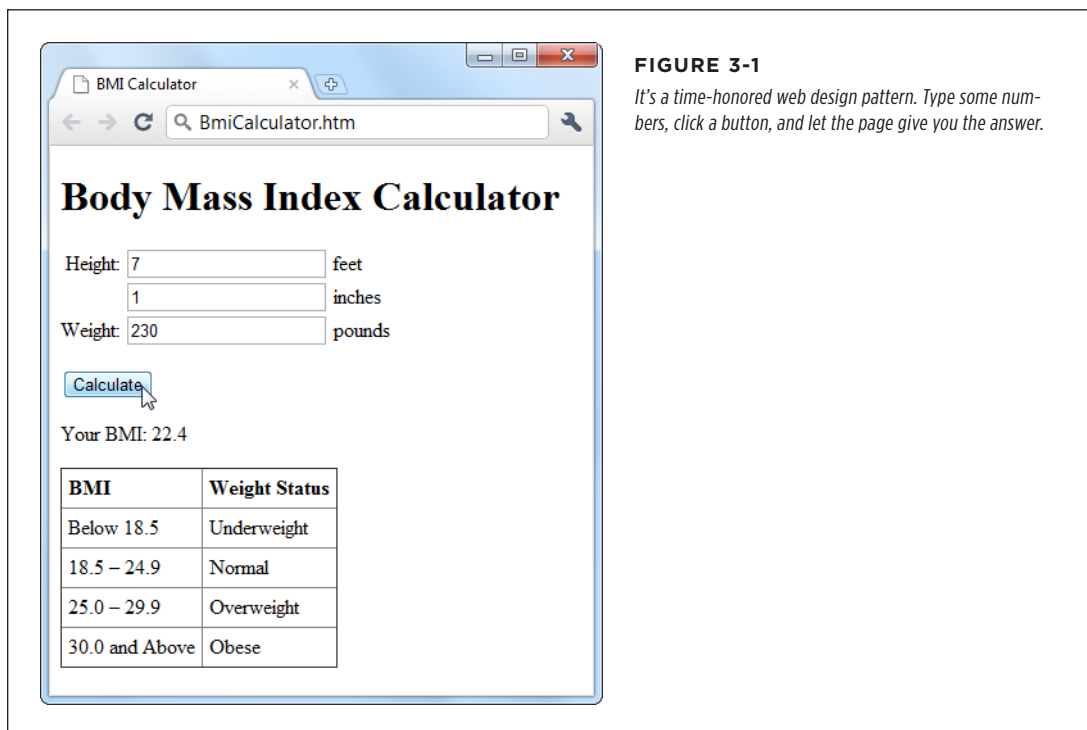 BMI Calculator
BmiCalculator.htm
Body Mass Index Calculator
Height: 7 feet
1 inches
Weight: 230 pounds
Calculate
Your BMI: 22.4
BMI Weight Status
Below 18.5 Underweight
18.5 – 24.9 Normal
25.0 – 29.9 Overweight
30.0 and Above Obese
FIGURE 3-1
It's a time-honored web design pattern. Type some num-
bers, click a button, and let the page give you the answer.